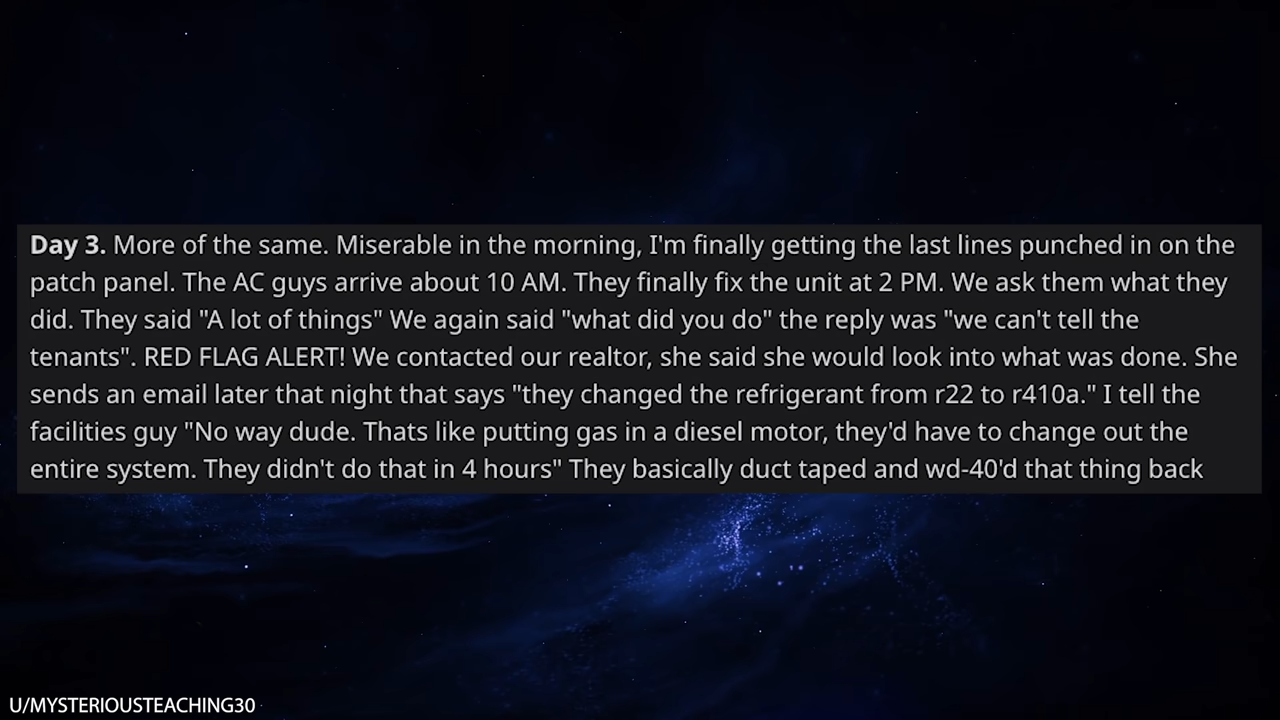 Day 3. More of the same. Miserable in the morning, I'm finally getting the last lines punched in on the
patch panel. The AC guys arrive about 10 AM. They finally fix the unit at 2 PM. We ask them what they
did. They said "A lot of things" We again said "what did you do" the reply was "we can't tell the
tenants". RED FLAG ALERT! We contacted our realtor, she said she would look into what was done. She
sends an email later that night that says "they changed the refrigerant from r22 to r410a." I tell the
facilities guy "No way dude. Thats like putting gas in a diesel motor, they'd have to change out the
entire system. They didn't do that in 4 hours" They basically duct taped and wd-40'd that thing back
U/MYSTERIOUSTEACHING30